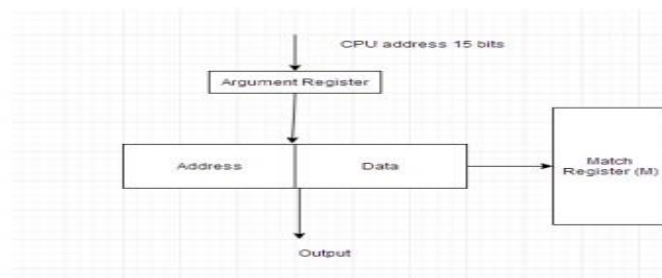 CPU address 15 bits
Argument Register
Address
Data
Match
Register (M)
Output